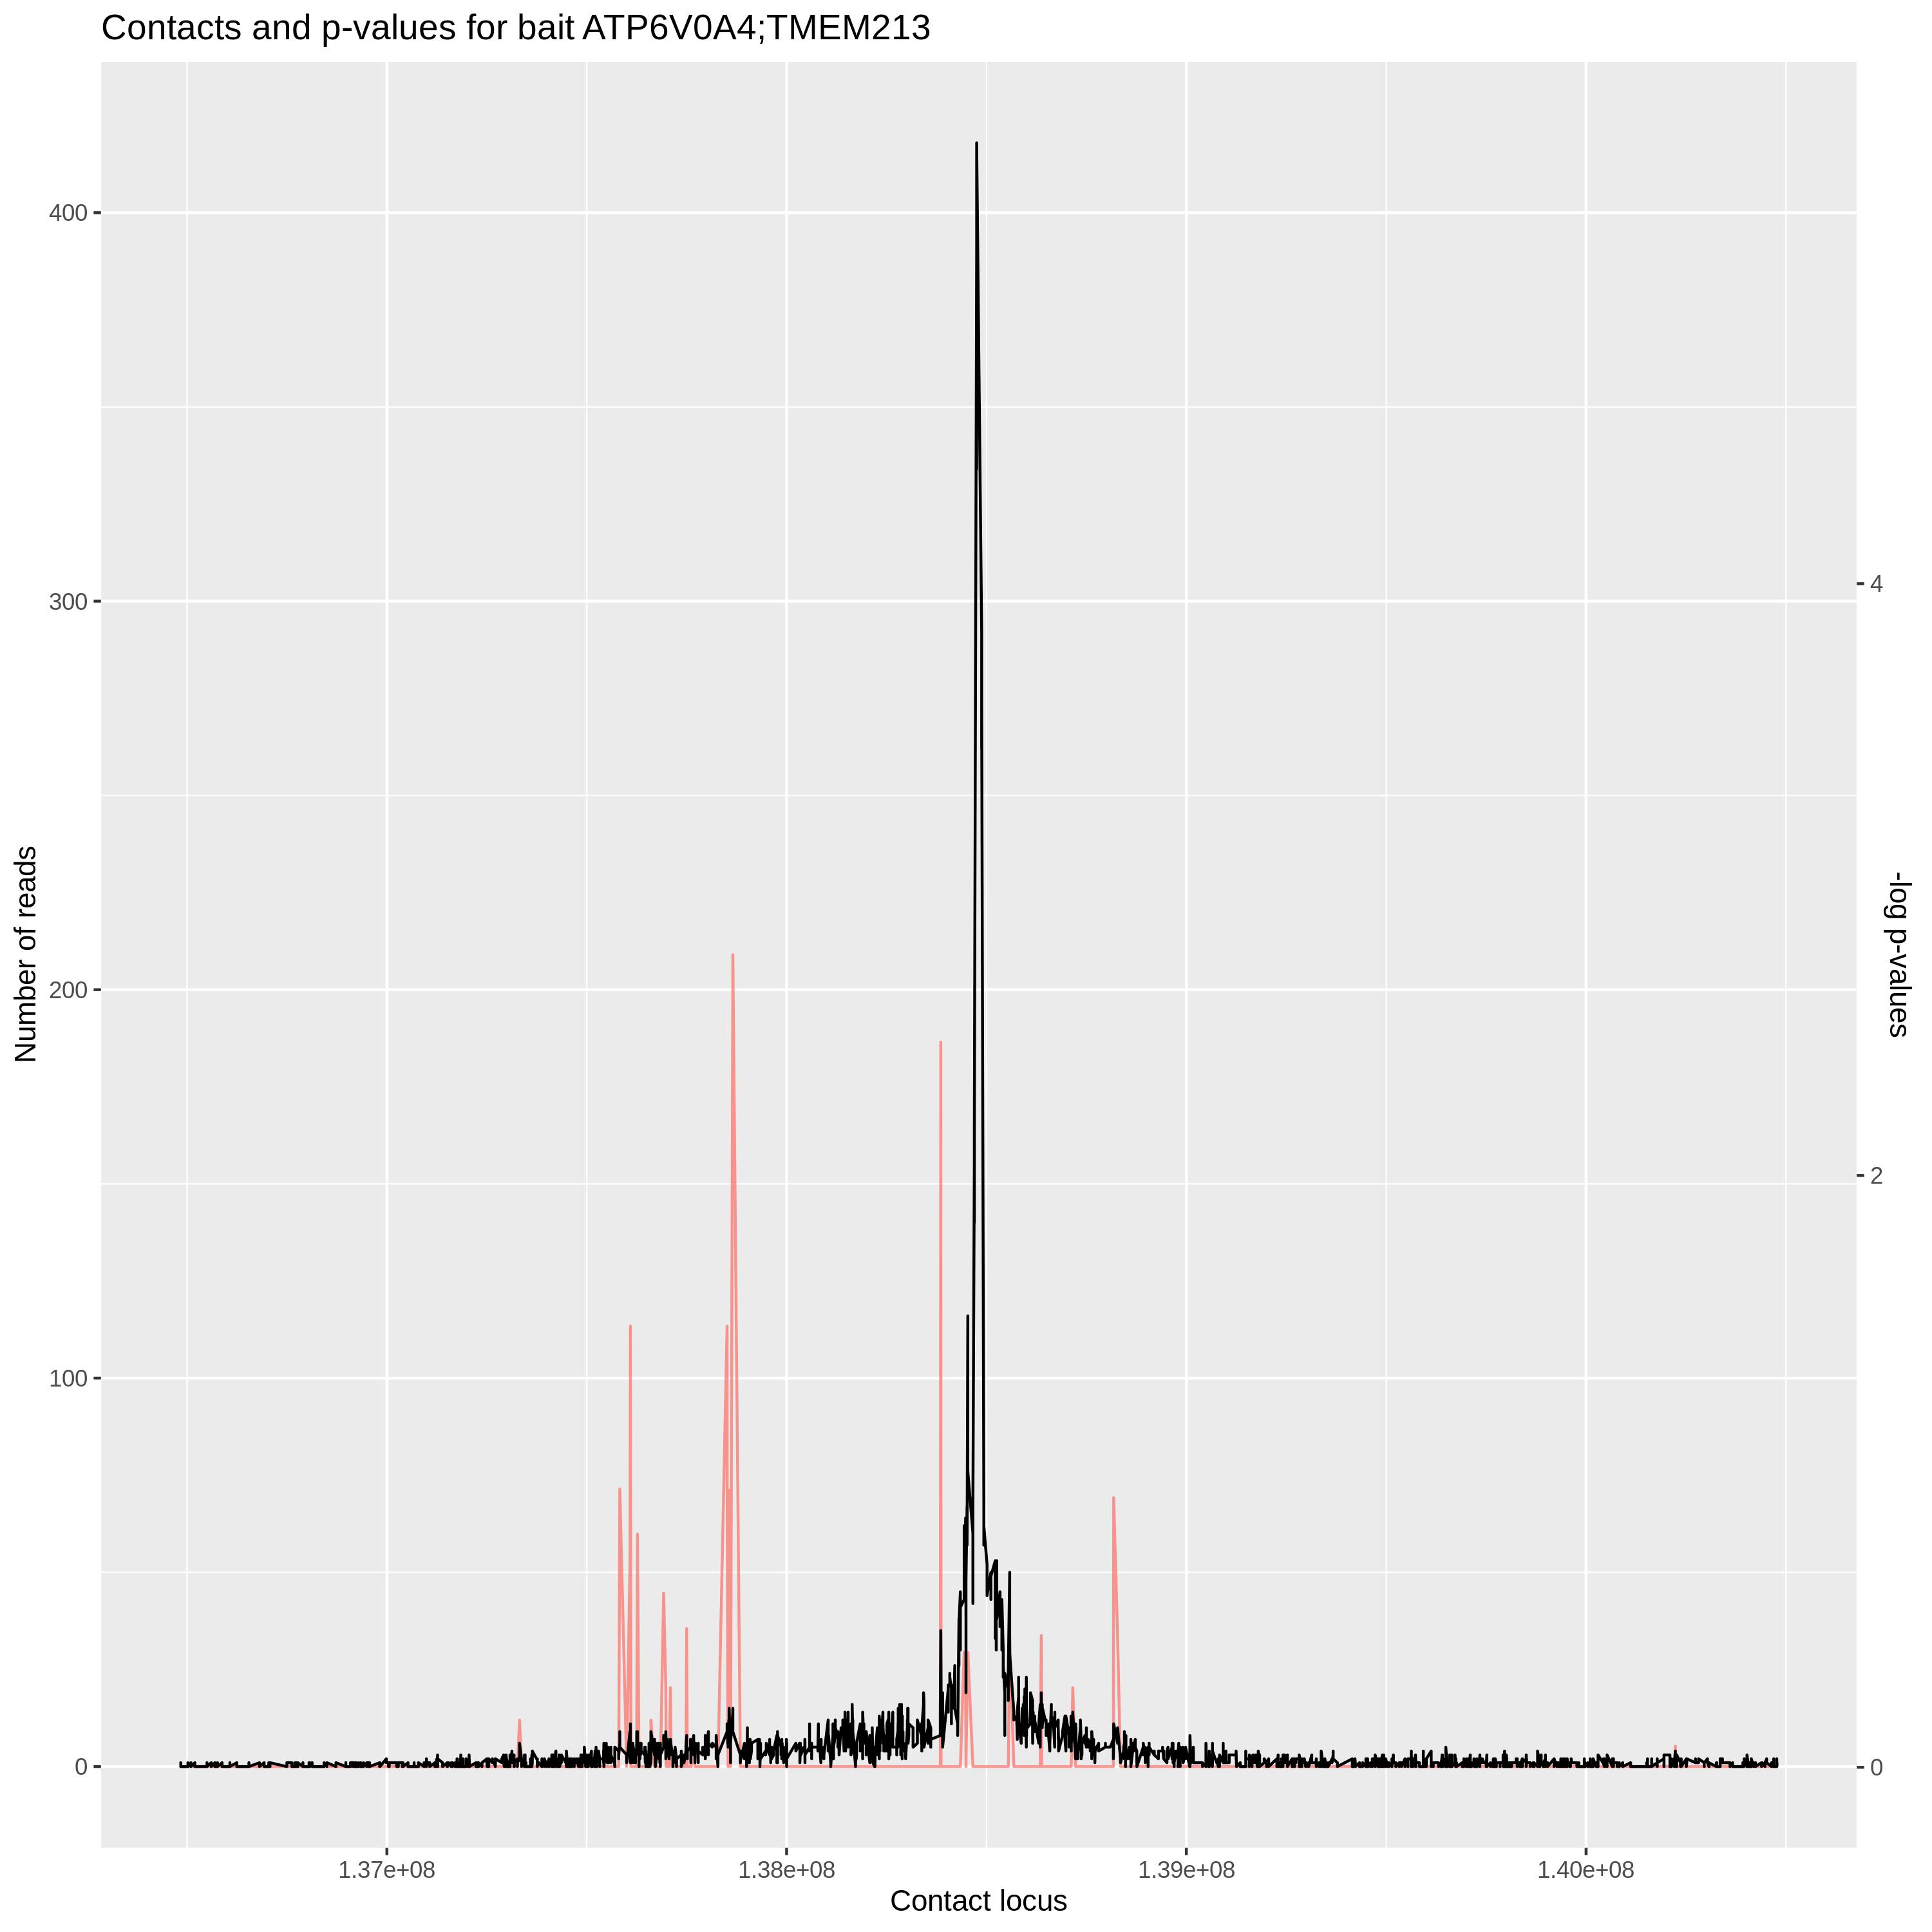 Contacts and p-values for bait ATP6V0A4;TMEM213
400
300
200
100
0
Number of reads
4
2
0
-log p-values
1.37e+08
1.38e+08
1.39e+08
1.40e+08
Contact locus